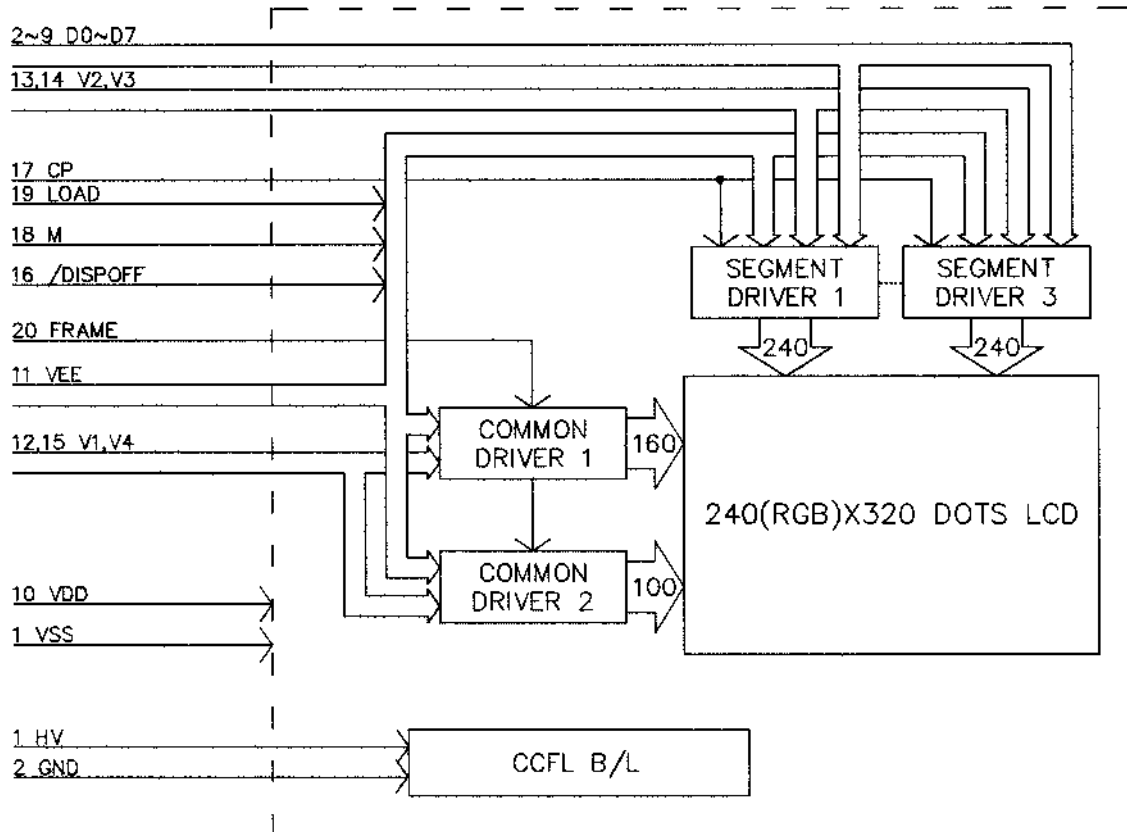 2~9 D0~D7
13,14 V2,V3
17 CP
19 LOAD
18 M
16 /DISPOFF
20 FRAME
11 VEE
12,15 V1,V4
10 VDD
1 VSS
1 HV
2 GND
SEGMENT
DRIVER 1
SEGMENT
DRIVER 3
240
240
COMMON
DRIVER 1
160
COMMON
DRIVER 2
100
240(RGB)X320 DOTS LCD
CCFL B/L